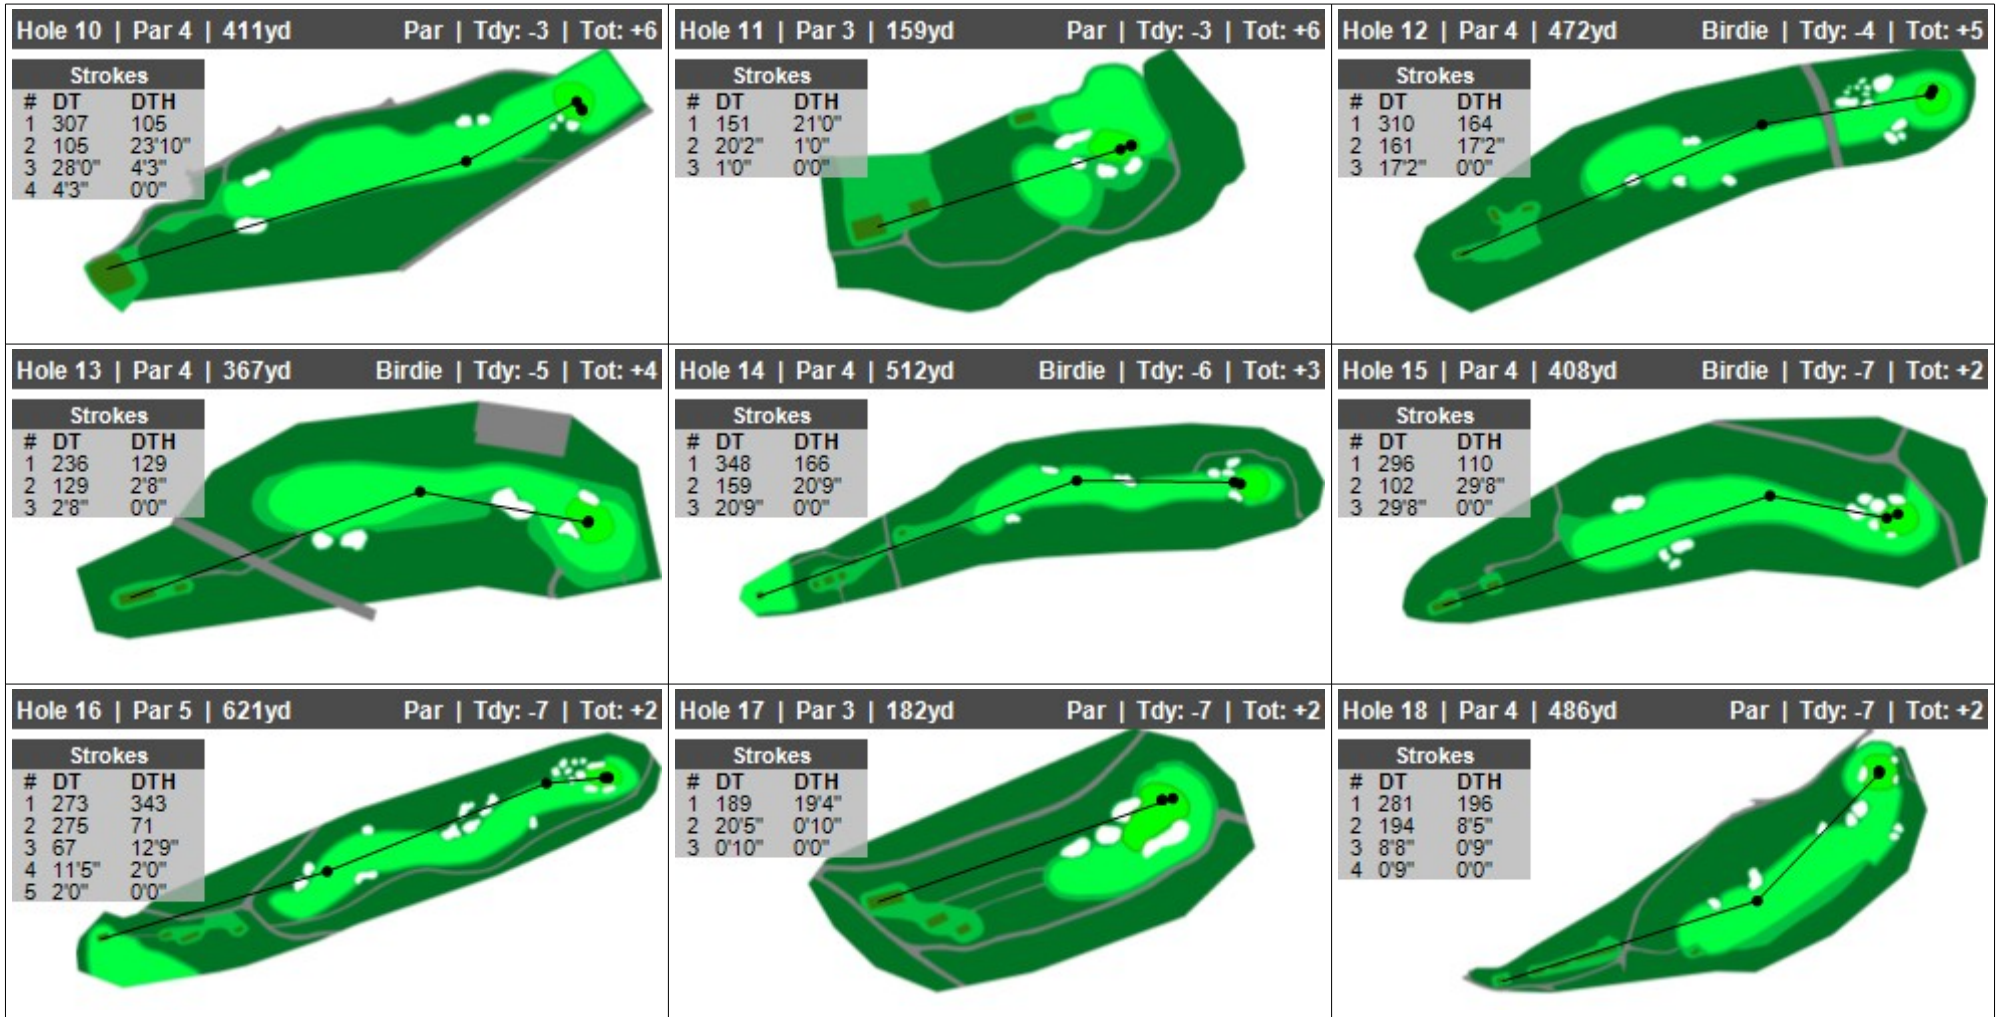 Hole 10 | Par 4 | 411yd Par | Tdy: -3 | Tot: +6
Strokes
# DT DTH
1 307 105
2 105 23'10"
3 28'0" 4'3"
4 4'3" 0'0"
Hole 11 | Par 3 | 159yd Par | Tdy: -3 | Tot: +6
Strokes
# DT DTH
1 151 21'0"
2 20'2" 1'0"
3 1'0" 0'0"
Hole 12 | Par 4 | 472yd Birdie | Tdy: -4 | Tot: +5
Strokes
# DT DTH
1 310 164
2 161 17'2"
3 17'2" 0'0"
Hole 13 | Par 4 | 367yd Birdie | Tdy: -5 | Tot: +4
Strokes
# DT DTH
1 236 129
2 129 2'8"
3 2'8" 0'0"
Hole 14 | Par 4 | 512yd Birdie | Tdy: -6 | Tot: +3
Strokes
# DT DTH
1 348 166
2 159 20'9"
3 20'9" 0'0"
Hole 15 | Par 4 | 408yd Birdie | Tdy: -7 | Tot: +2
Strokes
# DT DTH
1 296 110
2 102 29'8"
3 29'8" 0'0"
Hole 16 | Par 5 | 621yd Par | Tdy: -7 | Tot: +2
Strokes
# DT DTH
1 273 343
2 275 71
3 67 12'9"
4 11'5" 2'0"
5 2'0" 0'0"
Hole 17 | Par 3 | 182yd Par | Tdy: -7 | Tot: +2
Strokes
# DT DTH
1 189 19'4"
2 20'5" 0'10"
3 0'10" 0'0"
Hole 18 | Par 4 | 486yd Par | Tdy: -7 | Tot: +2
Strokes
# DT DTH
1 281 196
2 194 8'5"
3 8'8" 0'9"
4 0'9" 0'0"